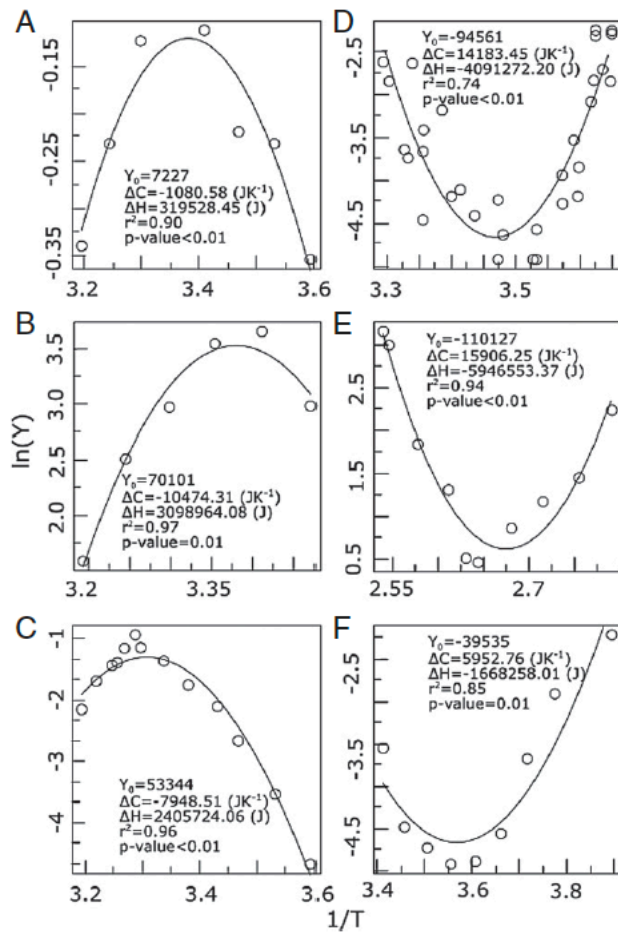 A
-0.15
-0.25
-0.35
Y₀=7227
ΔC=-1080.58 (JK⁻¹)
ΔH=319528.45 (J)
r²=0.90
p-value<0.01
3.2
3.4
3.6
B
3.5
3.0
2.5
2.0
Y₀=70101
ΔC=-10474.31 (JK⁻¹)
ΔH=3098964.08 (J)
r²=0.97
p-value=0.01
3.2
3.35
ln(Y)
C
-1
-2
-3
-4
Y₀=53344
ΔC=-7948.51 (JK⁻¹)
ΔH=2405724.06 (J)
r²=0.96
p-value<0.01
3.2
3.4
3.6
D
-2.5
-3.5
-4.5
Y₀=-94561
ΔC=14183.45 (JK⁻¹)
ΔH=-4091272.20 (J)
r²=0.74
p-value<0.01
3.3
3.5
E
2.5
1.5
0.5
Y₀=-110127
ΔC=15906.25 (JK⁻¹)
ΔH=-5946553.37 (J)
r²=0.94
p-value<0.01
2.55
2.7
F
-2.5
-3.5
-4.5
Y₀=-39535
ΔC=5952.76 (JK⁻¹)
ΔH=-1668258.01 (J)
r²=0.85
p-value=0.01
3.4
3.6
3.8
1/T